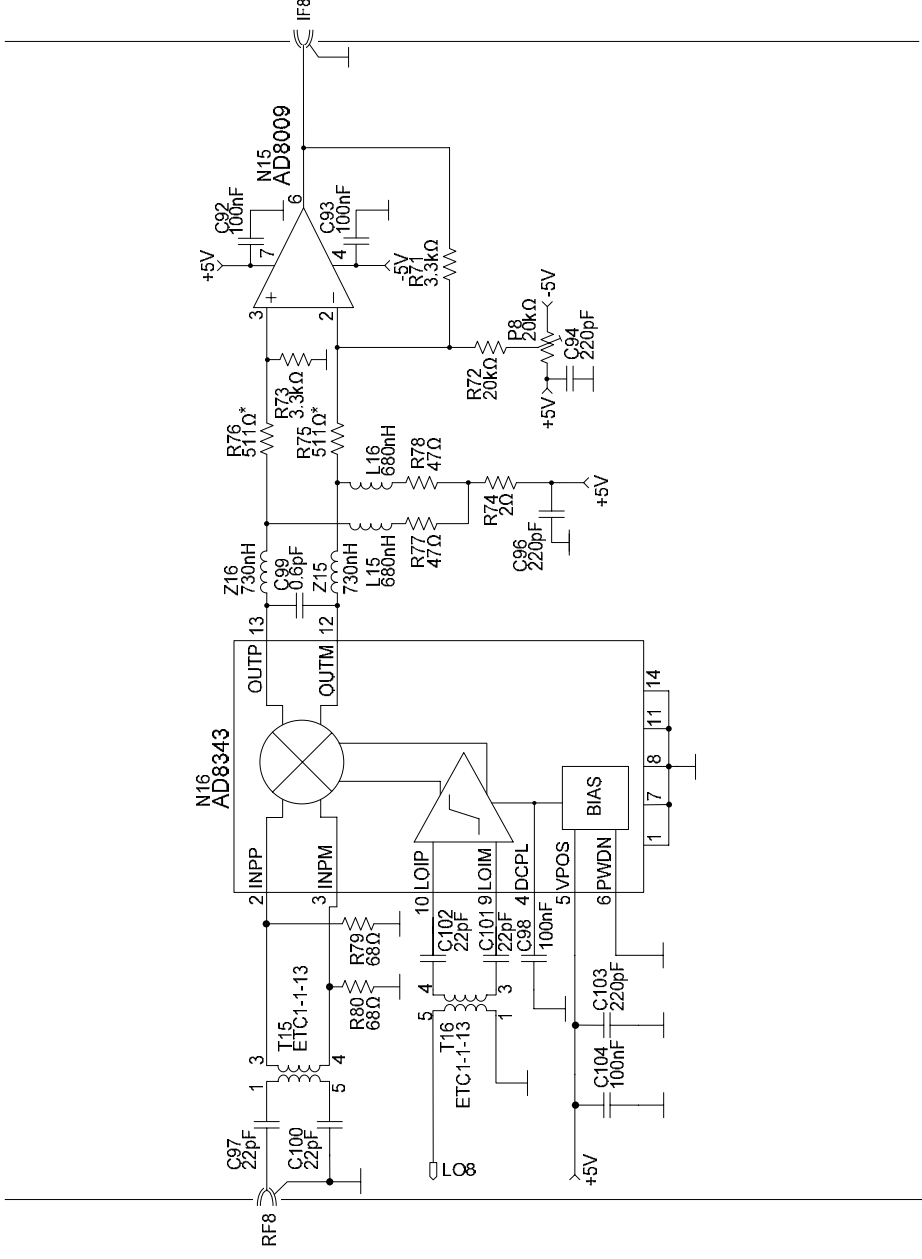 IF8
N15
AD8009
C92
100nF
6
+5V
7
C93
100nF
4
-5V
3
+
2
−
R71
3.3kΩ
R73
3.3kΩ
R76
511Ω*
R75
511Ω*
R72
20kΩ
P8
20kΩ
-5V
+5V
C94
220pF
L16
680nH
R78
47Ω
R74
2Ω
+5V
L15
680nH
R77
47Ω
C96
220pF
Z16
730nH
C99
0.6pF
Z15
730nH
13
12
OUTP
OUTM
N16
AD8343
14
11
8
7
1
BIAS
2 INPP
3 INPM
10 LOIP
9 LOIM
4 DCPL
5 VPOS
6 PWDN
R79
68Ω
R80
68Ω
C102
22pF
C101
22pF
C98
100nF
T15
ETC1-1-13
3
4
1
5
4
3
5
1
T16
ETC1-1-13
C103
220pF
C104
100nF
C97
22pF
C100
22pF
LO8
+5V
RF8